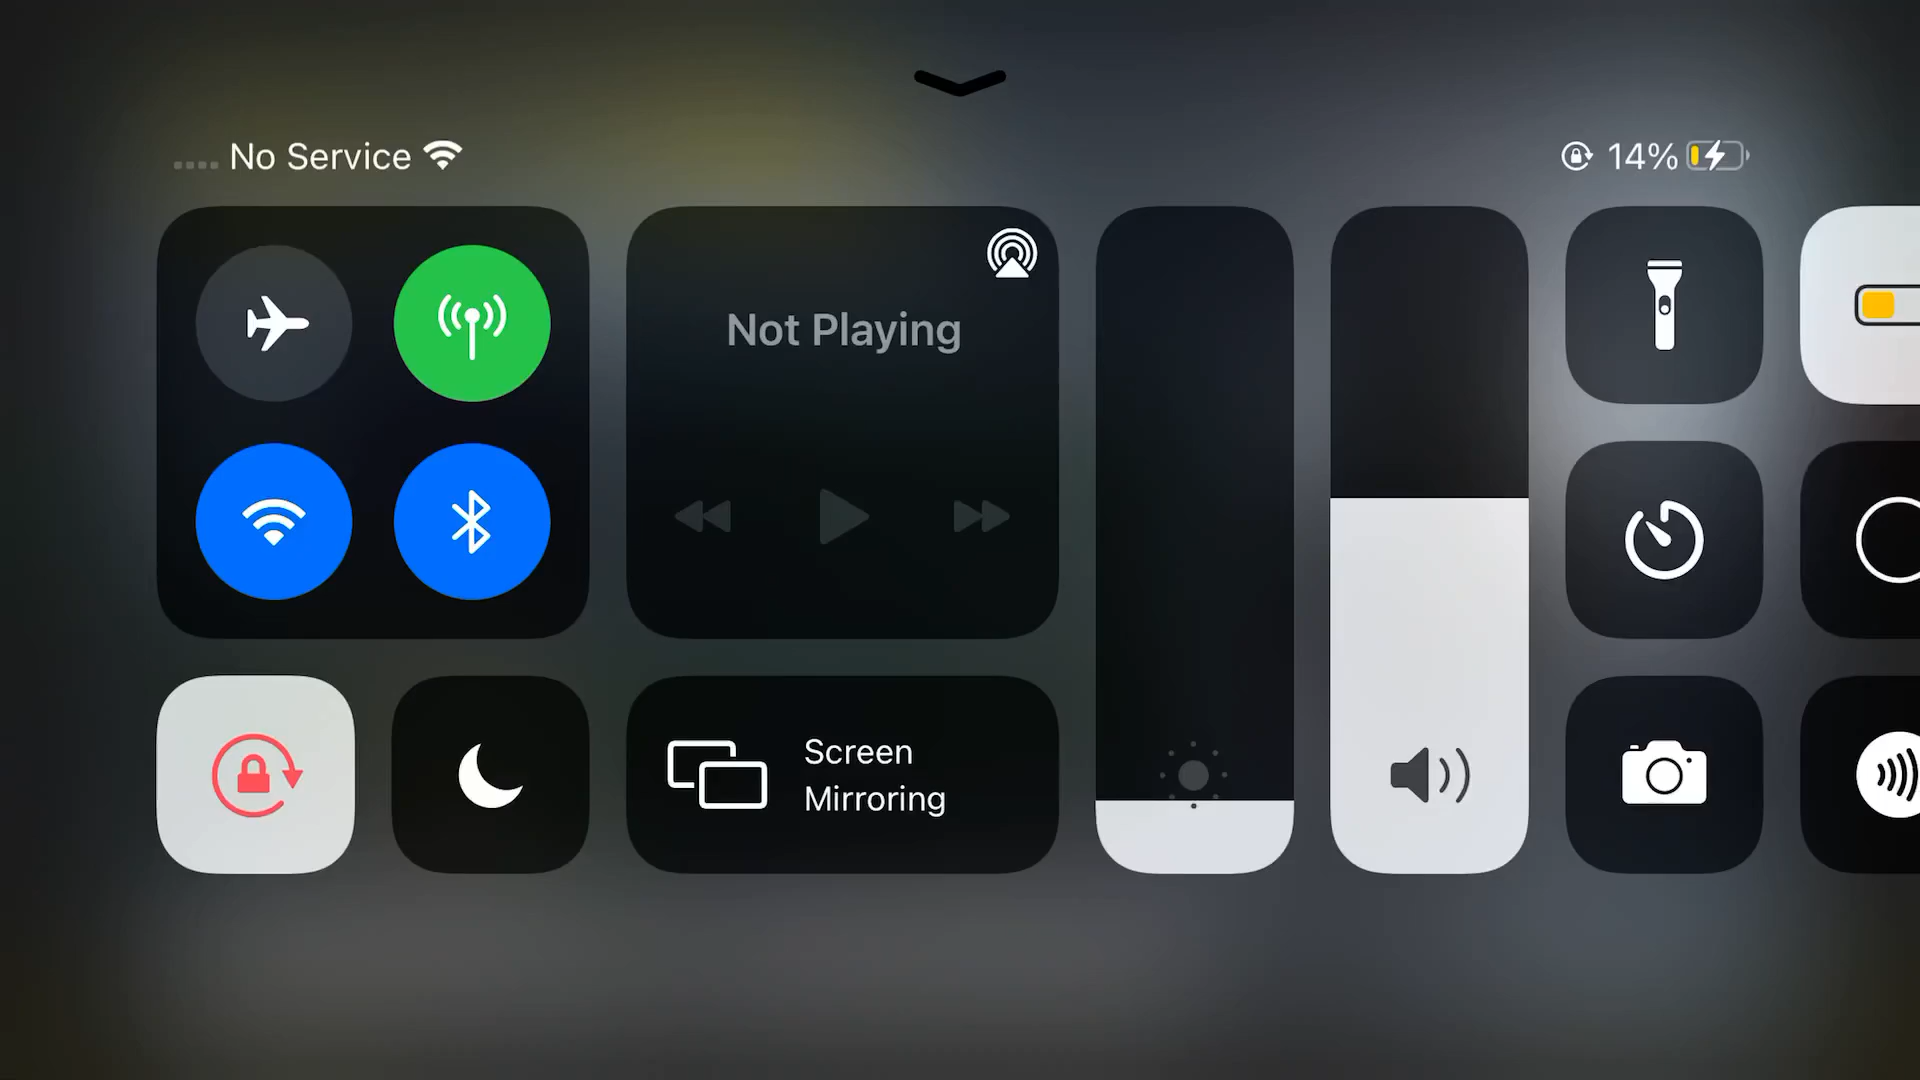 No Service
14%
Not Playing
Screen
Mirroring